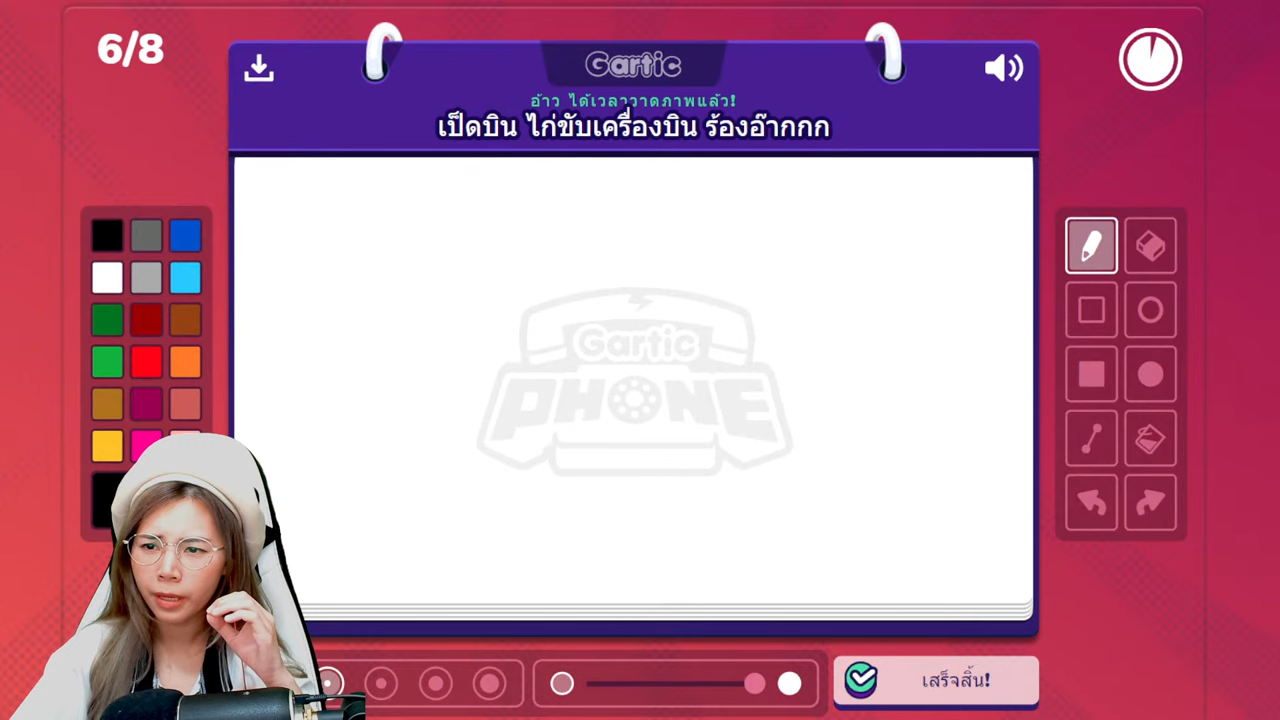 6/8
Gartic
อ้าว ได้เวลาวาดภาพแล้ว!
เป็ดบิน ไก่ขับเครื่องบิน ร้องอ๊ากกก
Gartic
PHONE
เสร็จสิ้น!